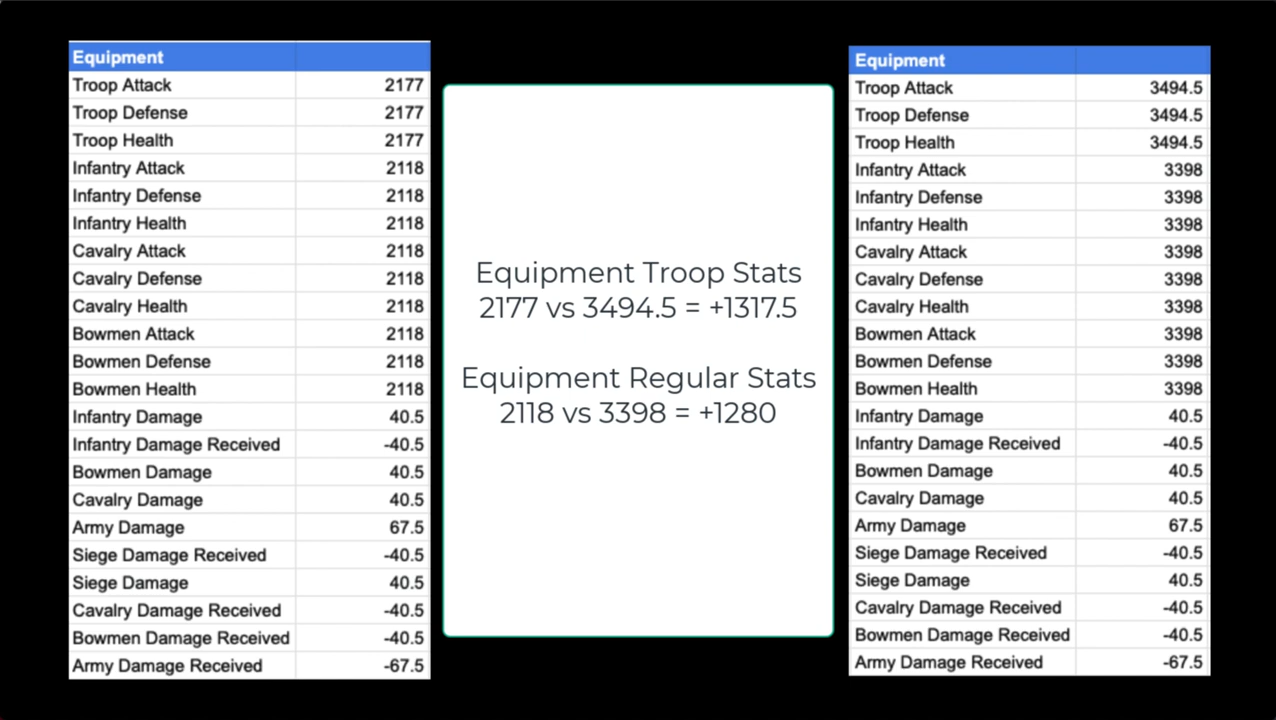 Equipment
Troop Attack 2177
Troop Defense 2177
Troop Health 2177
Infantry Attack 2118
Infantry Defense 2118
Infantry Health 2118
Cavalry Attack 2118
Cavalry Defense 2118
Cavalry Health 2118
Bowmen Attack 2118
Bowmen Defense 2118
Bowmen Health 2118
Infantry Damage 40.5
Infantry Damage Received -40.5
Bowmen Damage 40.5
Cavalry Damage 40.5
Army Damage 67.5
Siege Damage Received -40.5
Siege Damage 40.5
Cavalry Damage Received -40.5
Bowmen Damage Received -40.5
Army Damage Received -67.5
Equipment Troop Stats
2177 vs 3494.5 = +1317.5
Equipment Regular Stats
2118 vs 3398 = +1280
Equipment
Troop Attack 3494.5
Troop Defense 3494.5
Troop Health 3494.5
Infantry Attack 3398
Infantry Defense 3398
Infantry Health 3398
Cavalry Attack 3398
Cavalry Defense 3398
Cavalry Health 3398
Bowmen Attack 3398
Bowmen Defense 3398
Bowmen Health 3398
Infantry Damage 40.5
Infantry Damage Received -40.5
Bowmen Damage 40.5
Cavalry Damage 40.5
Army Damage 67.5
Siege Damage Received -40.5
Siege Damage 40.5
Cavalry Damage Received -40.5
Bowmen Damage Received -40.5
Army Damage Received -67.5